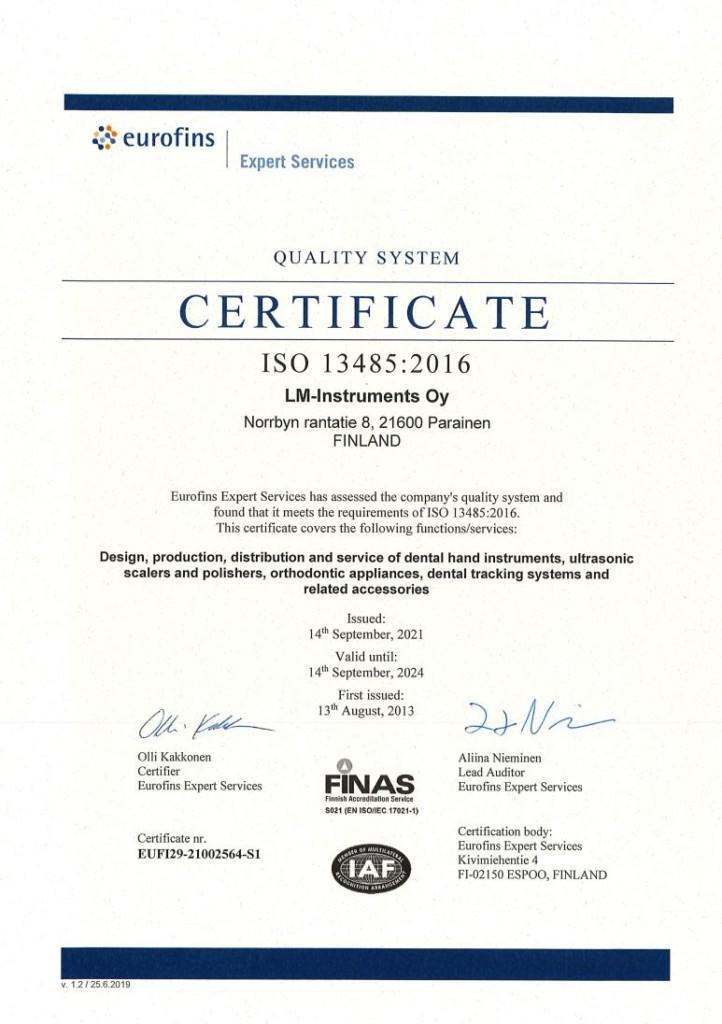 eurofins
Expert Services
QUALITY SYSTEM
CERTIFICATE
ISO 13485:2016
LM-Instruments Oy
Norrbyn rantatie 8, 21600 Parainen
FINLAND
Eurofins Expert Services has assessed the company's quality system and
found that it meets the requirements of ISO 13485:2016.
This certificate covers the following functions/services:
Design, production, distribution and service of dental hand instruments, ultrasonic
scalers and polishers, orthodontic appliances, dental tracking systems and
related accessories
Issued:
14th September, 2021
Valid until:
14th September, 2024
First issued:
13th August, 2013
Olli Kakkonen
Certifier
Eurofins Expert Services
Aliina Nieminen
Lead Auditor
Eurofins Expert Services
FINAS
Finnish Accreditation Service
S021 (EN ISO/IEC 17021-1)
Certificate nr.
EUFI29-21002564-S1
MEMBER OF MULTILATERAL
IAF
RECOGNITION ARRANGEMENT
Certification body:
Eurofins Expert Services
Kivimiehentie 4
FI-02150 ESPOO, FINLAND
v. 1.2 / 25.6.2019